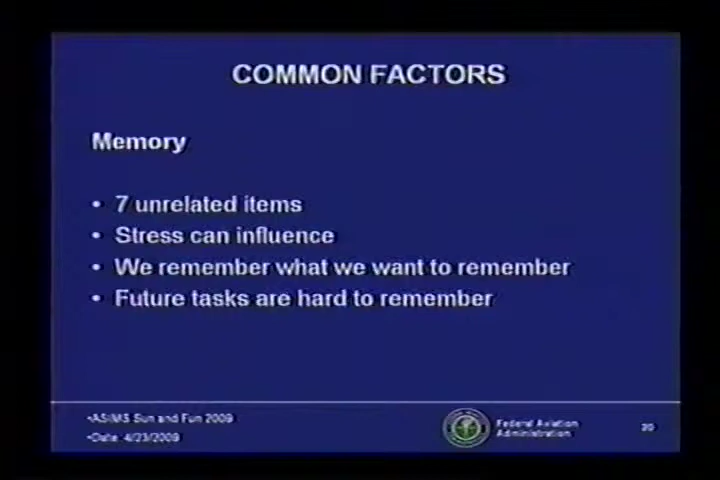 COMMON FACTORS
Memory
• 7 unrelated items
• Stress can influence
• We remember what we want to remember
• Future tasks are hard to remember
•ASIMS Sun and Fun 2009
•Date: 4/23/2009
Federal Aviation
Administration
20